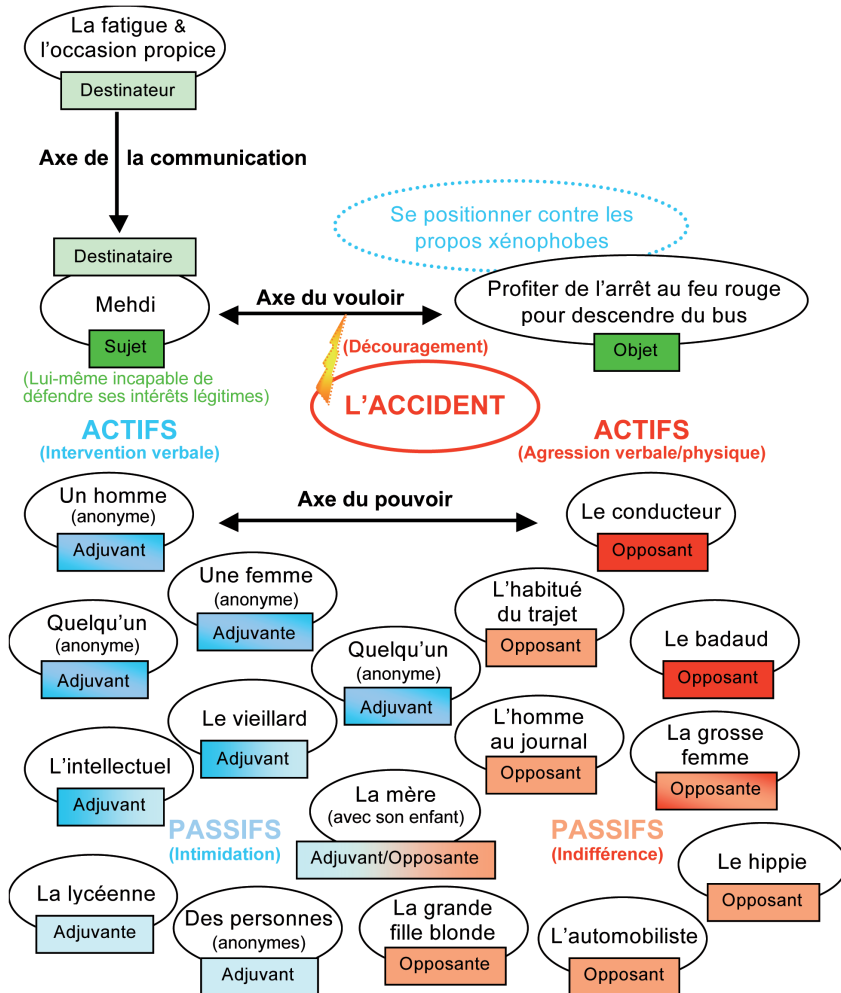 La fatigue &
l'occasion propice
Destinateur
Axe de la communication
Se positionner contre les
propos xénophobes
Destinataire
Mehdi
Sujet
(Lui-même incapable de
défendre ses intérêts légitimes)
Axe du vouloir
Profiter de l'arrêt au feu rouge
pour descendre du bus
Objet
(Découragement)
L'ACCIDENT
ACTIFS
(Intervention verbale)
ACTIFS
(Agression verbale/physique)
Axe du pouvoir
Un homme
(anonyme)
Adjuvant
Le conducteur
Opposant
Une femme
(anonyme)
Adjuvante
L'habitué
du trajet
Opposant
Quelqu'un
(anonyme)
Adjuvant
Quelqu'un
(anonyme)
Adjuvant
Le badaud
Opposant
Le vieillard
Adjuvant
L'homme
au journal
Opposant
La grosse
femme
Opposante
L'intellectuel
Adjuvant
La mère
(avec son enfant)
Adjuvant/Opposante
PASSIFS
(Intimidation)
PASSIFS
(Indifférence)
Le hippie
Opposant
La lycéenne
Adjuvante
Des personnes
(anonymes)
Adjuvant
La grande
fille blonde
Opposante
L'automobiliste
Opposant